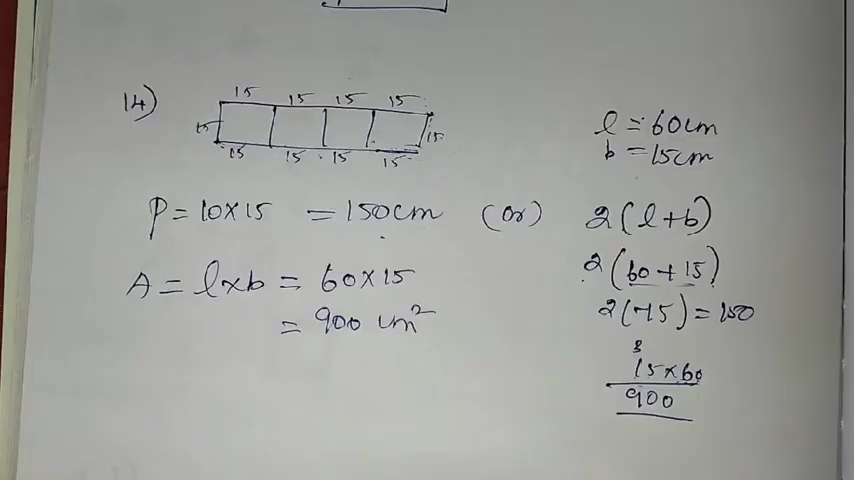 14)
15 15 15 15
15 15
15 15 15 15
l = 60cm
b = 15cm
P = 10×15 = 150cm (or) 2(l+b)
2(60+15)
A = l×b = 60×15
2(75) = 150
= 900 cm²
3
15×60
900